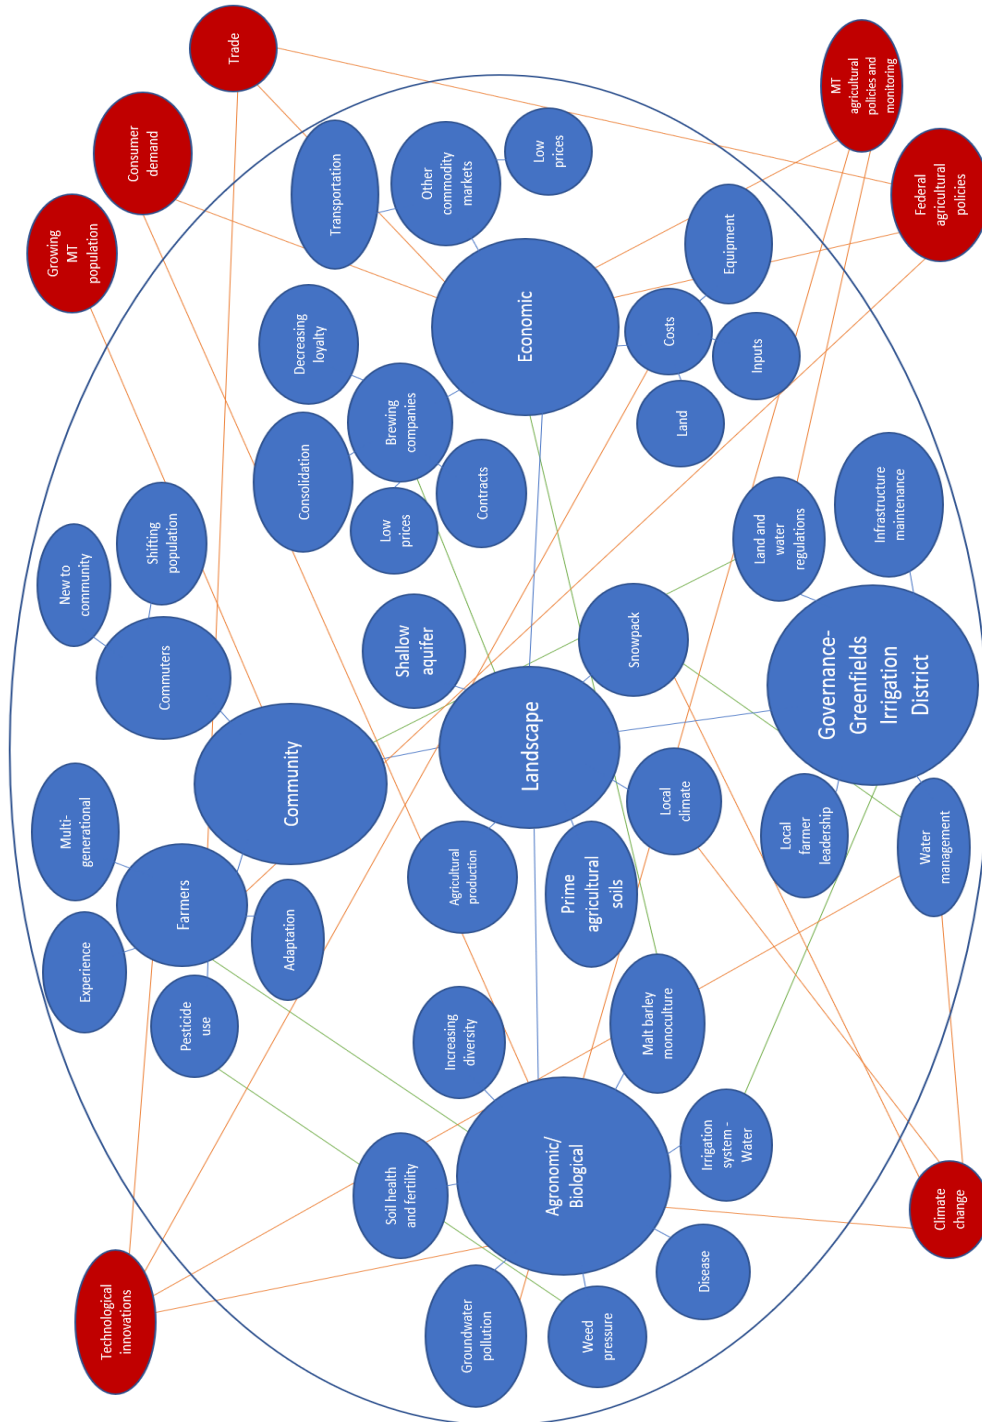 Technological
innovations
Growing
MT
population
Consumer
demand
Trade
Experience
Multi-
generational
New to
community
Shifting
population
Commuters
Farmers
Pesticide
use
Adaptation
Community
Consolidation
Decreasing
loyalty
Transportation
Brewing
companies
Low
prices
Contracts
Other
commodity
markets
Low
prices
Soil health
and fertility
Increasing
diversity
Agricultural
production
Shallow
aquifer
Groundwater
pollution
Agronomic/
Biological
Landscape
Economic
Prime
agricultural
soils
Weed
pressure
Disease
Malt barley
monoculture
Irrigation
system -
Water
Local
climate
Snowpack
Costs
Land
Inputs
Equipment
Local
farmer
leadership
Land and
water
regulations
Water
management
Governance-
Greenfields
Irrigation
District
Infrastructure
maintenance
MT
agricultural
policies and
monitoring
Federal
agricultural
policies
Climate
change